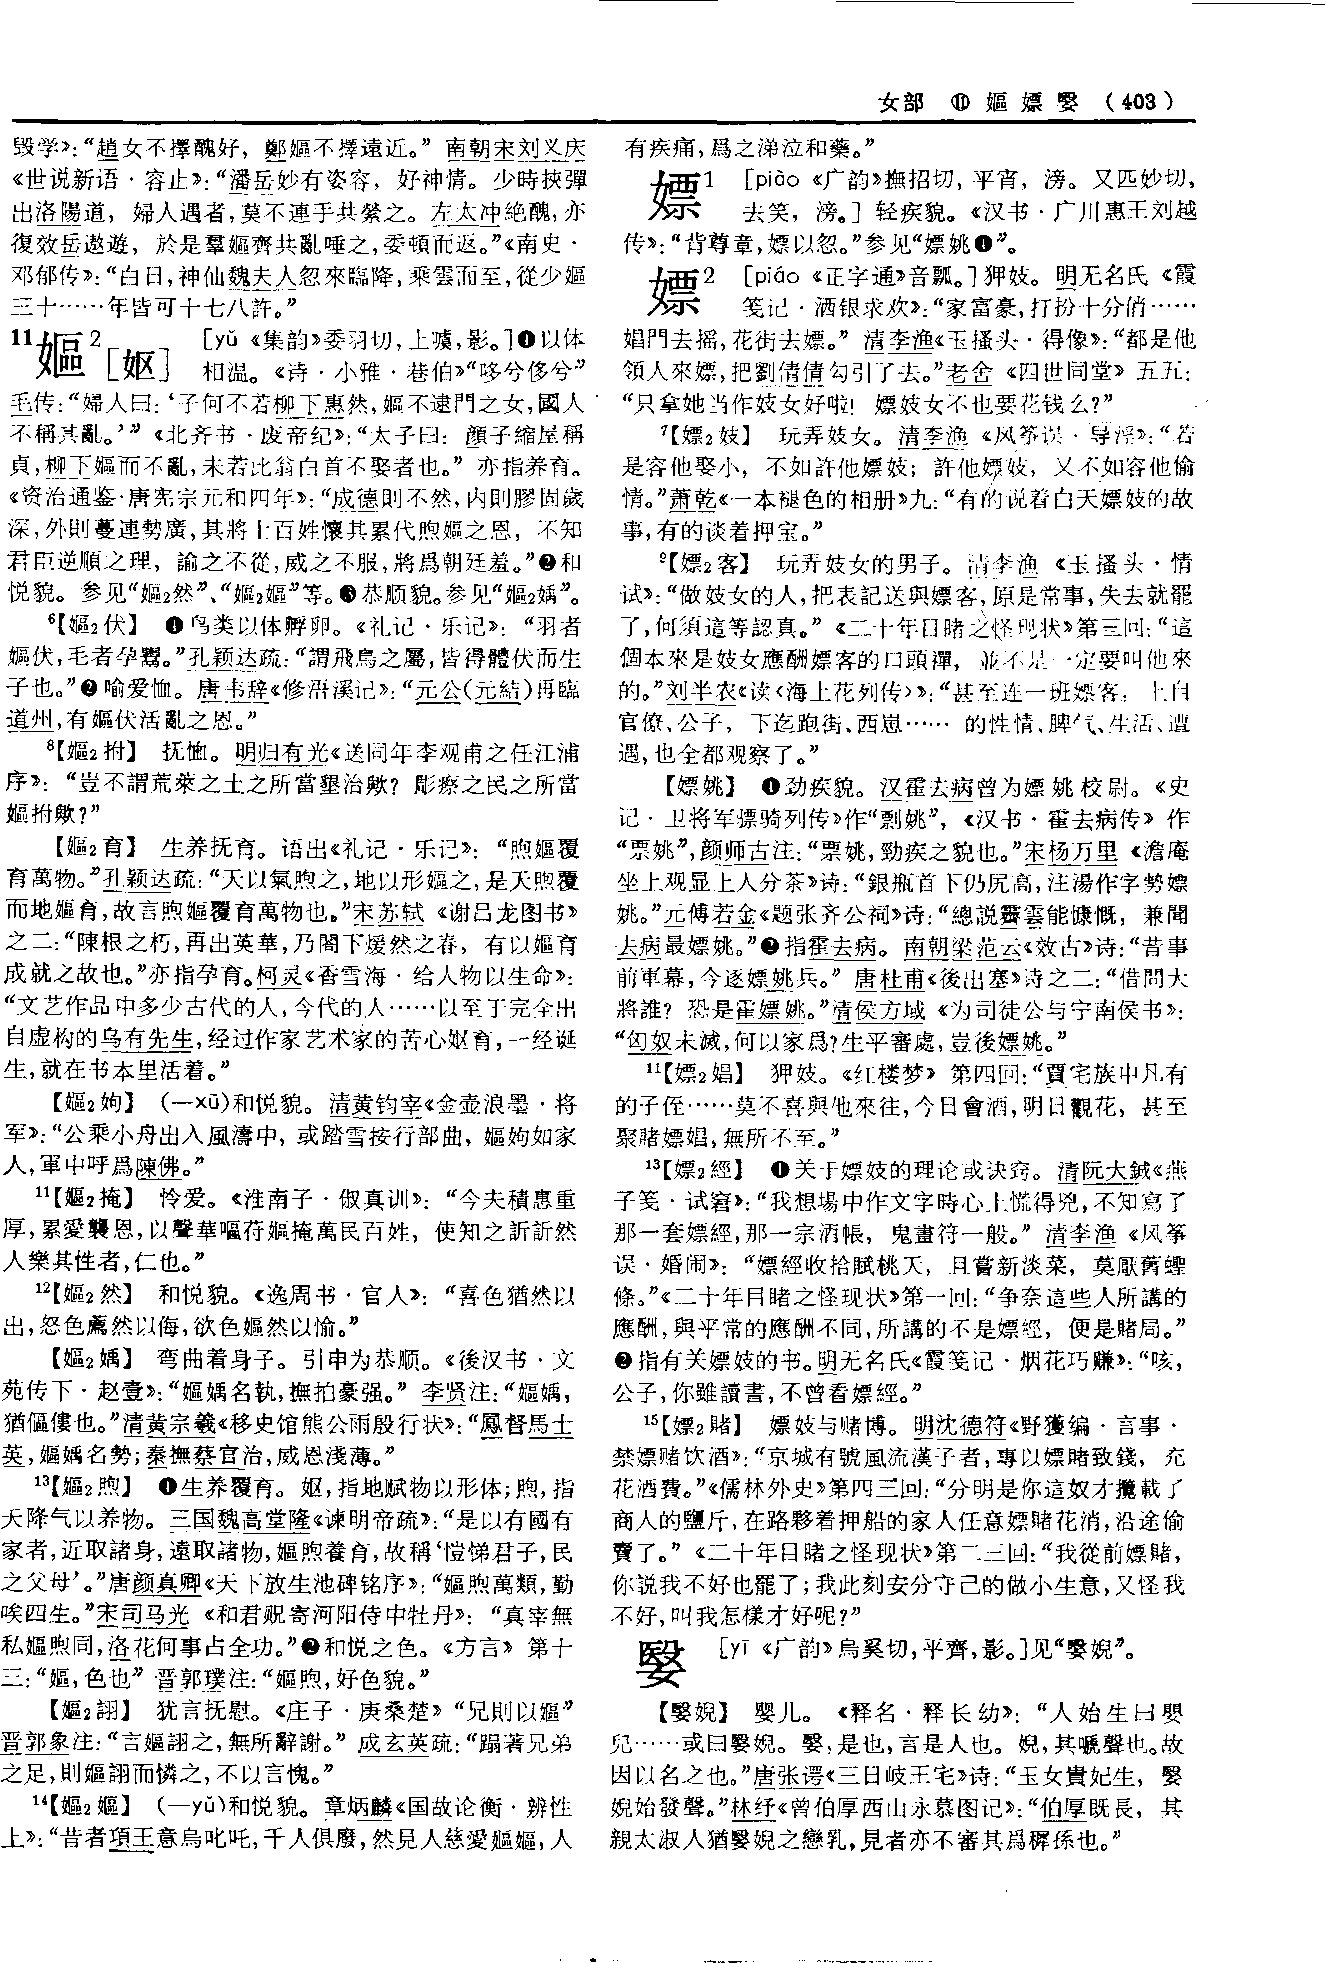 女部 ⑪ 嫗 嫖 嫛 （403）
毁学》：“趙女不擇醜好，鄭嫗不擇遠近。” 南朝宋刘义庆
《世说新语·容止》：“潘岳妙有姿容，好神情。少時挾彈
出洛陽道，婦人遇者，莫不連手共縈之。左太冲絶醜，亦
復效岳遨遊，於是羣嫗齊共亂唾之，委頓而返。”《南史·
邓郁传》：“白日，神仙魏夫人忽來臨降，乘雲而至，從少嫗
三十……年皆可十七八許。”
11嫗2［妪］ ［yǔ 《集韵》委羽切，上噳，影。］❶以体
相温。《诗·小雅·巷伯》“哆兮侈兮”
毛传：“婦人曰：‘子何不若柳下惠然，嫗不逮門之女，國人
不稱其亂。’” 《北齐书·废帝纪》：“太子曰：顔子縮屋稱
貞，柳下嫗而不亂，未若此翁白首不娶者也。” 亦指养育。
《资治通鉴·唐宪宗元和四年》：“成德則不然，内則膠固歲
深，外則蔓連勢廣，其將士百姓懷其累代煦嫗之恩，不知
君臣逆順之理，諭之不從，威之不服，將爲朝廷羞。”❷和
悦貌。参见“嫗2然”、“嫗2嫗”等。❸恭顺貌。参见“嫗2媀”。
6【嫗2伏】 ❶鸟类以体孵卵。《礼记·乐记》：“羽者
嫗伏，毛者孕鬻。”孔颖达疏：“謂飛鳥之屬，皆得體伏而生
子也。”❷喻爱恤。唐韦辞《修浯溪记》：“元公（元結）再臨
道州，有嫗伏活亂之恩。”
8【嫗2拊】 抚恤。明归有光《送同年李观甫之任江浦
序》：“豈不謂荒萊之土之所當墾治歟？彫瘵之民之所當
嫗拊歟？”
【嫗2育】 生养抚育。语出《礼记·乐记》：“煦嫗覆
育萬物。”孔颖达疏：“天以氣煦之，地以形嫗之，是天煦覆
而地嫗育，故言煦嫗覆育萬物也。”宋苏轼《谢吕龙图书》
之二：“陳根之朽，再出英華，乃閣下煖然之春，有以嫗育
成就之故也。”亦指孕育。柯灵《香雪海·给人物以生命》：
“文艺作品中多少古代的人，今代的人……以至于完全出
自虚构的乌有先生，经过作家艺术家的苦心妪育，一经诞
生，就在书本里活着。”
【嫗2姁】 （—xǔ）和悦貌。清黄钧宰《金壶浪墨·将
军》：“公乘小舟出入風濤中，或踏雪按行部曲，嫗姁如家
人，軍中呼爲陳佛。”
11【嫗2掩】 怜爱。《淮南子·俶真训》：“今夫積惠重
厚，累愛襲恩，以聲華嘔苻嫗掩萬民百姓，使知之訢訢然
人樂其性者，仁也。”
12【嫗2然】 和悦貌。《逸周书·官人》：“喜色猶然以
出，怒色薦然以侮，欲色嫗然以愉。”
【嫗2媀】 弯曲着身子。引申为恭顺。《後汉书·文
苑传下·赵壹》：“嫗媀名埶，撫拍豪强。” 李贤注：“嫗媀，
猶傴僂也。”清黄宗羲《移史馆熊公雨殷行状》：“鳳督馬士
英，嫗媀名勢；秦撫蔡官治，威恩淺薄。”
13【嫗2煦】 ❶生养覆育。妪，指地赋物以形体；煦，指
天降气以养物。三国魏高堂隆《谏明帝疏》：“是以有國有
家者，近取諸身，遠取諸物，嫗煦養育，故稱‘愷悌君子，民
之父母’。”唐颜真卿《天下放生池碑铭序》：“嫗煦萬類，勤
唉四生。”宋司马光《和君贶寄河阳侍中牡丹》：“真宰無
私嫗煦同，洛花何事占全功。”❷和悦之色。《方言》第十
三：“嫗，色也” 晋郭璞注：“嫗煦，好色貌。”
【嫗2詡】 犹言抚慰。《庄子·庚桑楚》“兄則以嫗”
晋郭象注：“言嫗詡之，無所辭謝。” 成玄英疏：“蹋著兄弟
之足，則嫗詡而憐之，不以言愧。”
14【嫗2嫗】 （—yǔ）和悦貌。章炳麟《国故论衡·辨性
上》：“昔者項王意烏叱吒，千人俱廢，然見人慈愛嫗嫗，人
有疾痛，爲之涕泣和藥。”
嫖1 ［piāo 《广韵》撫招切，平宵，滂。又匹妙切，
去笑，滂。］ 轻疾貌。《汉书·广川惠王刘越
传》：“背尊章，嫖以忽。”参见“嫖姚❶”。
嫖2 ［piáo 《正字通》音瓢。］狎妓。明无名氏《霞
笺记·洒银求欢》：“家富豪，打扮十分俏……
娼門去摇，花街去嫖。” 清李渔《玉搔头·得像》：“都是他
領人來嫖，把劉倩倩勾引了去。”老舍《四世同堂》五五：
“只拿她当作妓女好啦！嫖妓女不也要花钱么？”
7【嫖2妓】 玩弄妓女。清李渔《风筝误·导淫》：“若
是容他娶小，不如許他嫖妓；許他嫖妓，又不如容他偷
情。”萧乾《一本褪色的相册》九：“有的说着白天嫖妓的故
事，有的谈着押宝。”
9【嫖2客】 玩弄妓女的男子。清李渔《玉搔头·情
试》：“做妓女的人，把表記送與嫖客，原是常事，失去就罷
了，何須這等認真。”《二十年目睹之怪现状》第三回：“這
個本來是妓女應酬嫖客的口頭禪，並不是一定要叫他來
的。”刘半农《读〈海上花列传〉》：“甚至连一班嫖客，上自
官僚、公子，下迄跑街、西崽…… 的性情、脾气、生活、遭
遇，也全都观察了。”
【嫖姚】 ❶劲疾貌。汉霍去病曾为嫖姚校尉。《史
记·卫将军骠骑列传》作“剽姚”，《汉书·霍去病传》作
“票姚”，颜师古注：“票姚，勁疾之貌也。”宋杨万里《澹庵
坐上观显上人分茶》诗：“銀瓶首下仍尻高，注湯作字勢嫖
姚。”元傅若金《题张齐公祠》诗：“總説靈雲能慷慨，兼聞
去病最嫖姚。”❷指霍去病。南朝梁范云《效古》诗：“昔事
前軍幕，今逐嫖姚兵。” 唐杜甫《後出塞》诗之二：“借問大
將誰？恐是霍嫖姚。”清侯方域《为司徒公与宁南侯书》：
“匈奴未滅，何以家爲？生平審處，豈後嫖姚。”
11【嫖2娼】 狎妓。《红楼梦》第四回：“賈宅族中凡有
的子侄……莫不喜與他來往，今日會酒，明日觀花，甚至
聚賭嫖娼，無所不至。”
13【嫖2經】 ❶关于嫖妓的理论或诀窍。清阮大鋮《燕
子笺·试窘》：“我想場中作文字時心上慌得兇，不知寫了
那一套嫖經，那一宗酒帳，鬼畫符一般。” 清李渔《风筝
误·婚闹》：“嫖經收拾賦桃夭，且嘗新淡菜，莫厭舊蟶
條。”《二十年目睹之怪现状》第一回：“争奈這些人所講的
應酬，與平常的應酬不同，所講的不是嫖經，便是賭局。”
❷指有关嫖妓的书。明无名氏《霞笺记·烟花巧赚》：“咳，
公子，你雖讀書，不曾看嫖經。”
15【嫖2賭】 嫖妓与赌博。明沈德符《野獲编·言事·
禁嫖赌饮酒》：“京城有號風流漢子者，專以嫖賭致錢，充
花酒費。”《儒林外史》第四三回：“分明是你這奴才攬載了
商人的鹽斤，在路夥着押船的家人任意嫖賭花消，沿途偷
賣了。”《二十年目睹之怪现状》第二三回：“我從前嫖賭，
你説我不好也罷了；我此刻安分守己的做小生意，又怪我
不好，叫我怎樣才好呢？”
嫛 ［yī 《广韵》烏奚切，平齊，影。］见“嫛婗”。
【嫛婗】 婴儿。《释名·释长幼》：“人始生曰嬰
兒……或曰嫛婗。嫛，是也，言是人也。婗，其嗁聲也。故
因以名之也。”唐张谔《三日岐王宅》诗：“玉女貴妃生，嫛
婗始發聲。”林纾《曾伯厚西山永慕图记》：“伯厚既長，其
親太淑人猶嫛婗之戀乳，見者亦不審其爲穉孫也。”